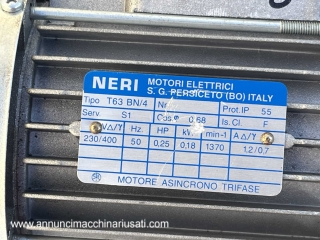 NERI MOTORI ELETTRICI
S. G. PERSICETO (BO) ITALY
Tipo T63 BN/4 Nr. Prot.IP 55
Serv. S1 Cos φ 0,68 Is. Cl. F
V Δ/Y Hz. HP kW min-1 A Δ/Y
230/400 50 0,25 0,18 1370 1,2/0,7
MOTORE ASINCRONO TRIFASE
www.annuncimacchinariusati.com